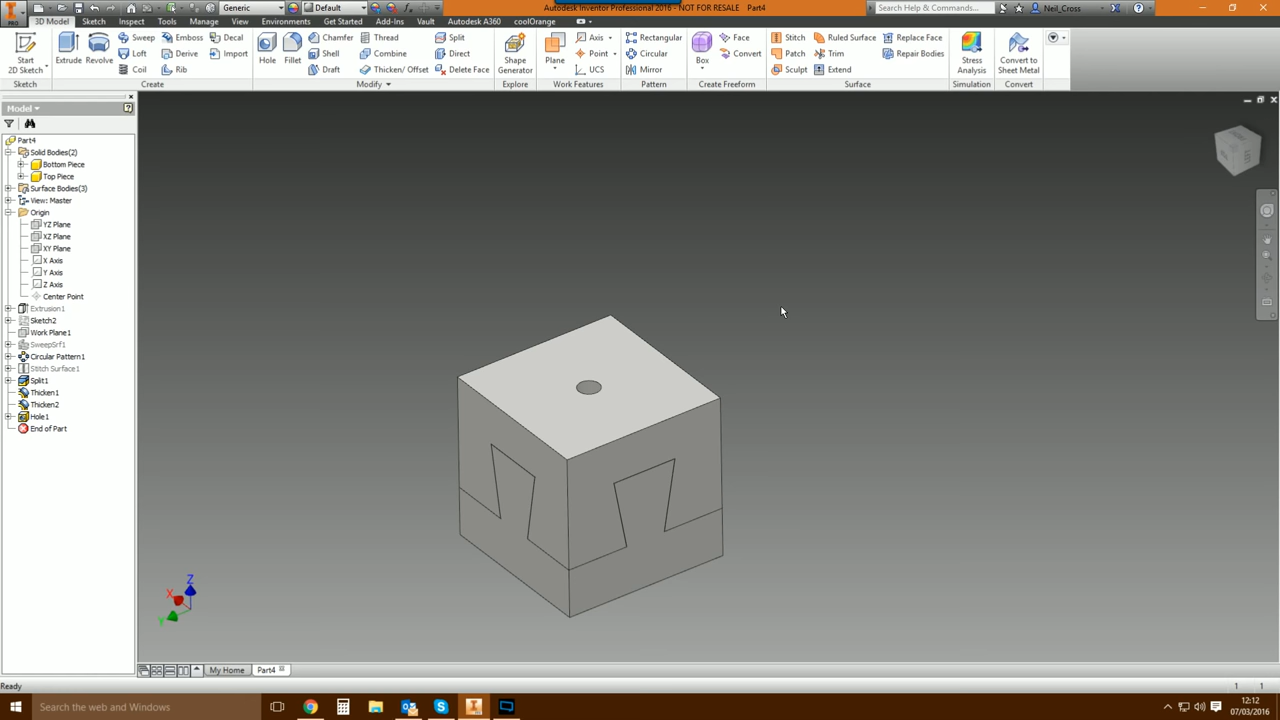 Autodesk Inventor Professional 2016 - NOT FOR RESALE Part4
Generic
Default
Search Help & Commands...
Neil_Cross
PRO
3D Model Sketch Inspect Tools Manage View Environments Get Started Add-Ins Vault Autodesk A360 coolOrange
Start
2D Sketch
Extrude
Revolve
Sweep
Loft
Coil
Emboss
Derive
Rib
Decal
Import
Hole
Fillet
Chamfer
Shell
Draft
Thread
Combine
Thicken/ Offset
Split
Direct
Delete Face
Shape
Generator
Plane
Axis
Point
UCS
Rectangular
Circular
Mirror
Box
Face
Convert
Stitch
Patch
Sculpt
Ruled Surface
Trim
Extend
Replace Face
Repair Bodies
Stress
Analysis
Convert to
Sheet Metal
Sketch Create Modify Explore Work Features Pattern Create Freeform Surface Simulation Convert
Model
Part4
Solid Bodies(2)
Bottom Piece
Top Piece
Surface Bodies(3)
View: Master
Origin
YZ Plane
XZ Plane
XY Plane
X Axis
Y Axis
Z Axis
Center Point
Extrusion1
Sketch2
Work Plane1
SweepSrf1
Circular Pattern1
Stitch Surface1
Split1
Thicken1
Thicken2
Hole1
End of Part
Z
X
Y
My Home Part4
Ready
1 1
Search the web and Windows
12:12
07/03/2016